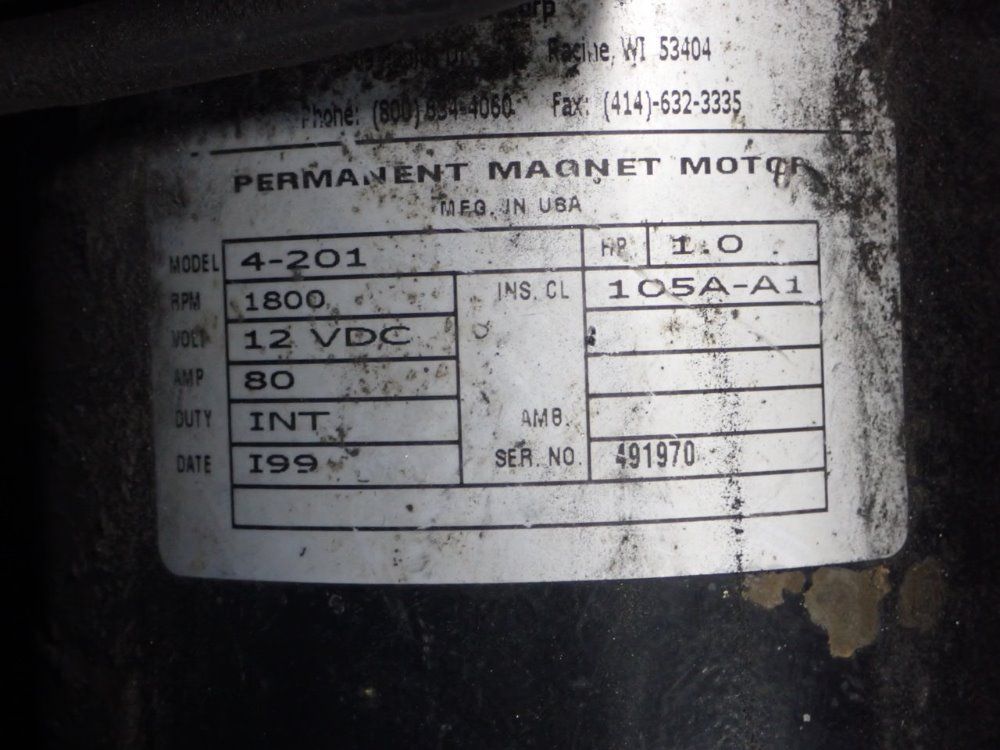 Racine, WI 53404
Phone: (800) 834-4060 Fax: (414)-632-3335
PERMANENT MAGNET MOTOR
MFG. IN USA
MODEL 4-201 HP 1.0
RPM 1800 INS. CL 105A-A1
VOLT 12 VDC
AMP 80
DUTY INT AMB.
DATE I99 SER. NO. 491970